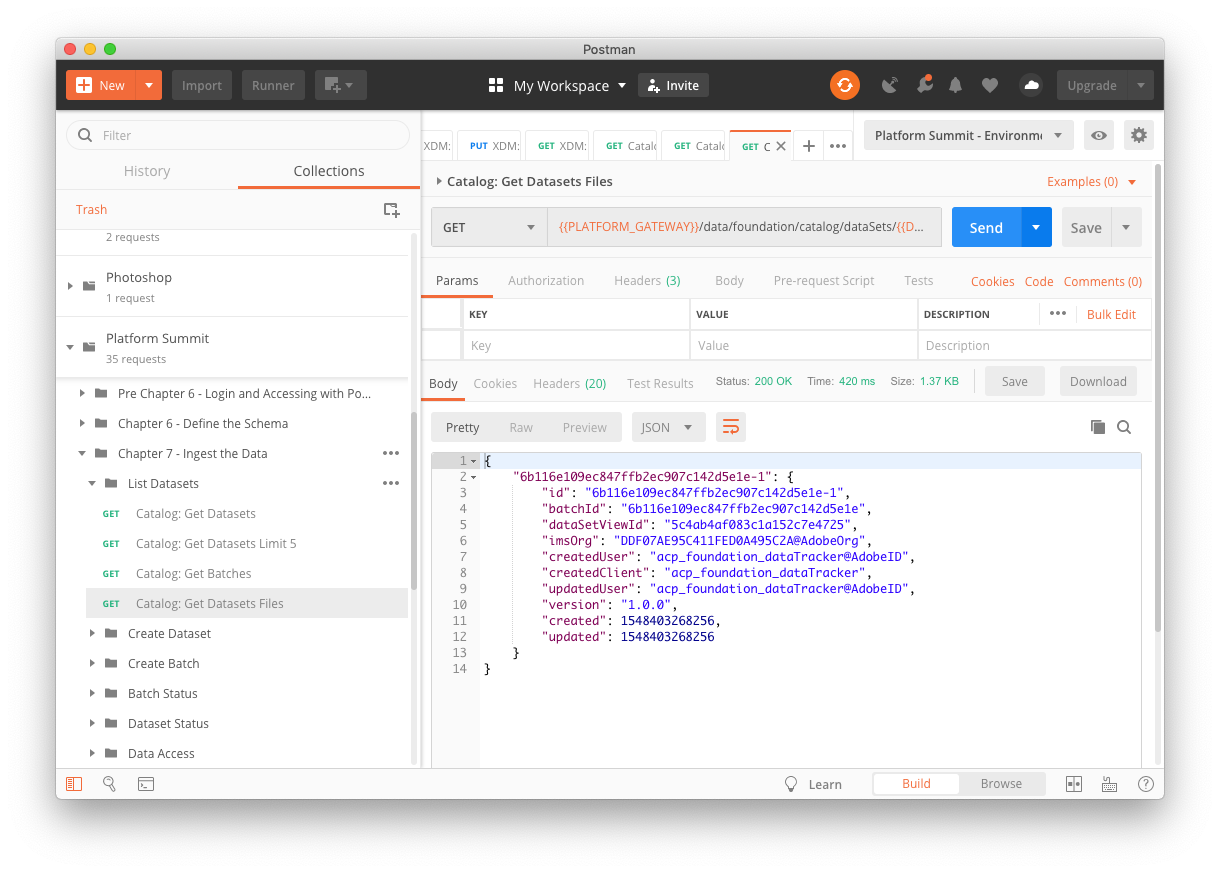 Postman
New
Import
Runner
My Workspace
Invite
Upgrade
Filter
History
Collections
Trash
2 requests
Photoshop
1 request
Platform Summit
35 requests
Pre Chapter 6 - Login and Accessing with Po...
Chapter 6 - Define the Schema
Chapter 7 - Ingest the Data
List Datasets
GET Catalog: Get Datasets
GET Catalog: Get Datasets Limit 5
GET Catalog: Get Batches
GET Catalog: Get Datasets Files
Create Dataset
Create Batch
Batch Status
Dataset Status
Data Access
XDM: PUT XDM: GET XDM: GET Catalo GET Catalo GET C
Platform Summit - Environme
Catalog: Get Datasets Files
Examples (0)
GET {{PLATFORM_GATEWAY}}/data/foundation/catalog/dataSets/{{D...
Send
Save
Params Authorization Headers (3) Body Pre-request Script Tests
Cookies Code Comments (0)
KEY VALUE DESCRIPTION ••• Bulk Edit
Key Value Description
Body Cookies Headers (20) Test Results Status: 200 OK Time: 420 ms Size: 1.37 KB Save Download
Pretty Raw Preview JSON
1 {
2 "6b116e109ec847ffb2ec907c142d5e1e-1": {
3 "id": "6b116e109ec847ffb2ec907c142d5e1e-1",
4 "batchId": "6b116e109ec847ffb2ec907c142d5e1e",
5 "dataSetViewId": "5c4ab4af083c1a152c7e4725",
6 "imsOrg": "DDF07AE95C411FED0A495C2A@AdobeOrg",
7 "createdUser": "acp_foundation_dataTracker@AdobeID",
8 "createdClient": "acp_foundation_dataTracker",
9 "updatedUser": "acp_foundation_dataTracker@AdobeID",
10 "version": "1.0.0",
11 "created": 1548403268256,
12 "updated": 1548403268256
13 }
14 }
Learn
Build
Browse